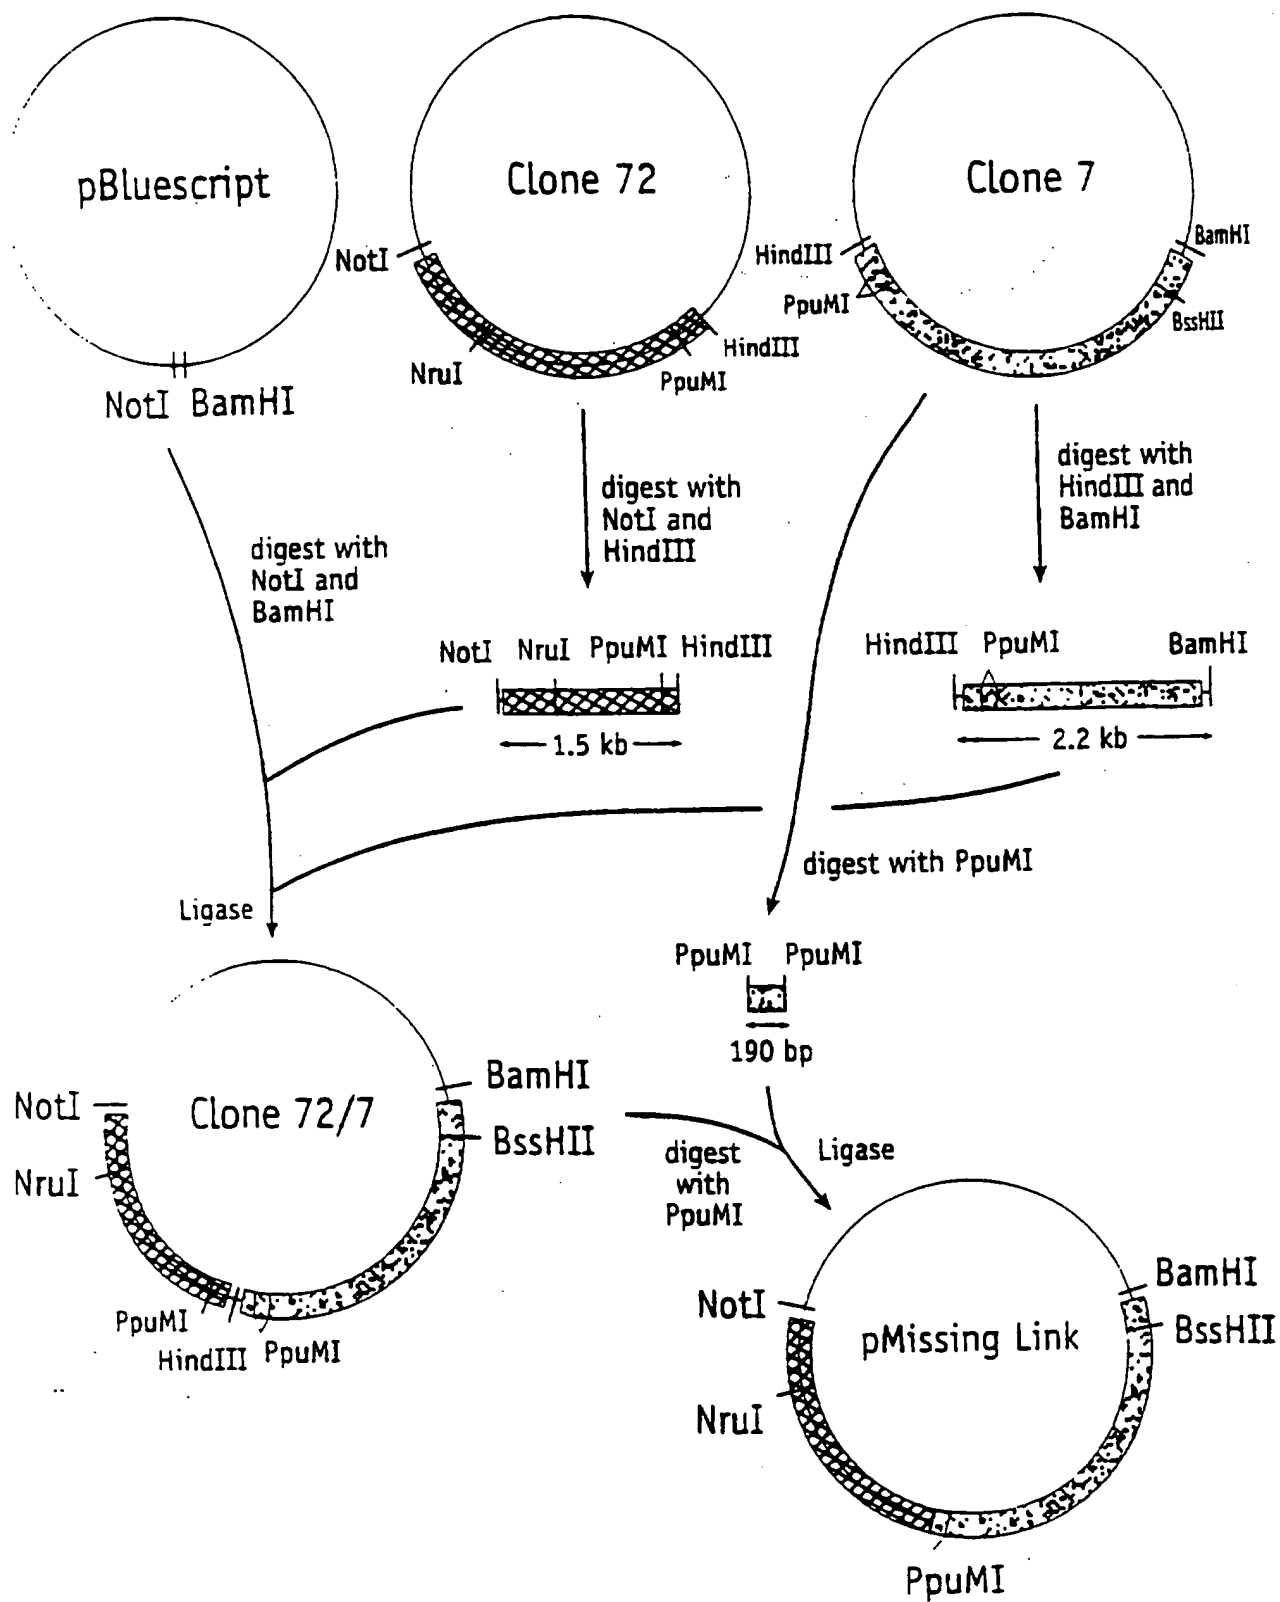 pBluescript
Clone 72
Clone 7
NotI
HindIII
BamHI
PpuMI
BssHII
NruI
HindIII
PpuMI
NotI BamHI
digest with
NotI and
BamHI
digest with
NotI and
HindIII
digest with
HindIII and
BamHI
NotI NruI PpuMI HindIII
HindIII PpuMI BamHI
1.5 kb
2.2 kb
digest with PpuMI
Ligase
PpuMI PpuMI
190 bp
NotI
Clone 72/7
BamHI
BssHII
NruI
PpuMI
HindIII PpuMI
digest
with
PpuMI
Ligase
NotI
pMissing Link
BamHI
BssHII
NruI
PpuMI